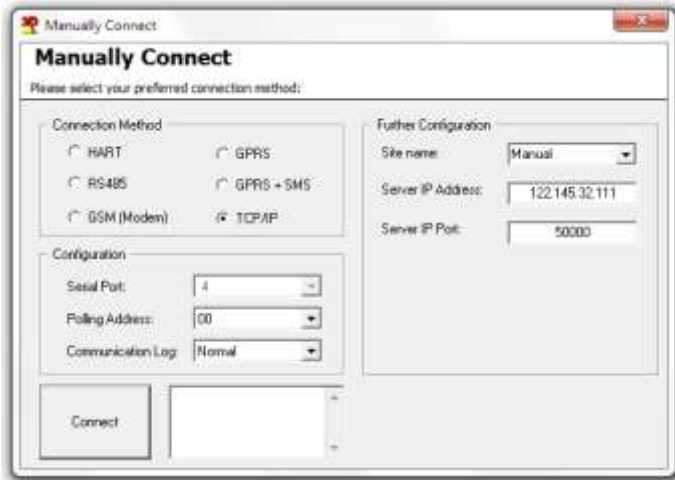 Manually Connect
Manually Connect
Please select your preferred connection method:
Connection Method
HART
GPRS
RS485
GPRS + SMS
GSM (Modem)
TCP/IP
Configuration
Serial Port:
4
Polling Address:
00
Communication Log:
Normal
Connect
Further Configuration
Site name:
Manual
Server IP Address:
122.145.32.111
Server IP Port:
50000